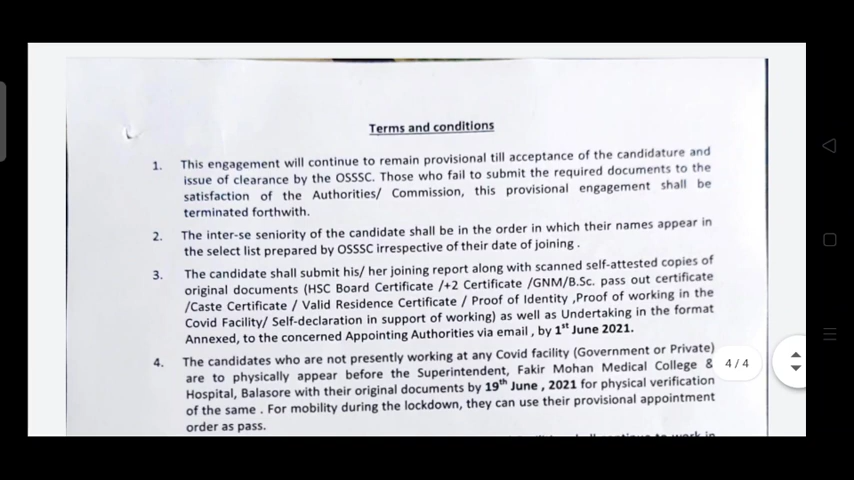 Terms and conditions
1. This engagement will continue to remain provisional till acceptance of the candidature and
issue of clearance by the OSSSC. Those who fail to submit the required documents to the
satisfaction of the Authorities/ Commission, this provisional engagement shall be
terminated forthwith.
2. The inter-se seniority of the candidate shall be in the order in which their names appear in
the select list prepared by OSSSC irrespective of their date of joining .
3. The candidate shall submit his/ her joining report along with scanned self-attested copies of
original documents (HSC Board Certificate /+2 Certificate /GNM/B.Sc. pass out certificate
/Caste Certificate / Valid Residence Certificate / Proof of Identity ,Proof of working in the
Covid Facility/ Self-declaration in support of working) as well as Undertaking in the format
Annexed, to the concerned Appointing Authorities via email , by 1st June 2021.
4. The candidates who are not presently working at any Covid facility (Government or Private)
are to physically appear before the Superintendent, Fakir Mohan Medical College &
Hospital, Balasore with their original documents by 19th June , 2021 for physical verification
of the same . For mobility during the lockdown, they can use their provisional appointment
order as pass.
4 / 4